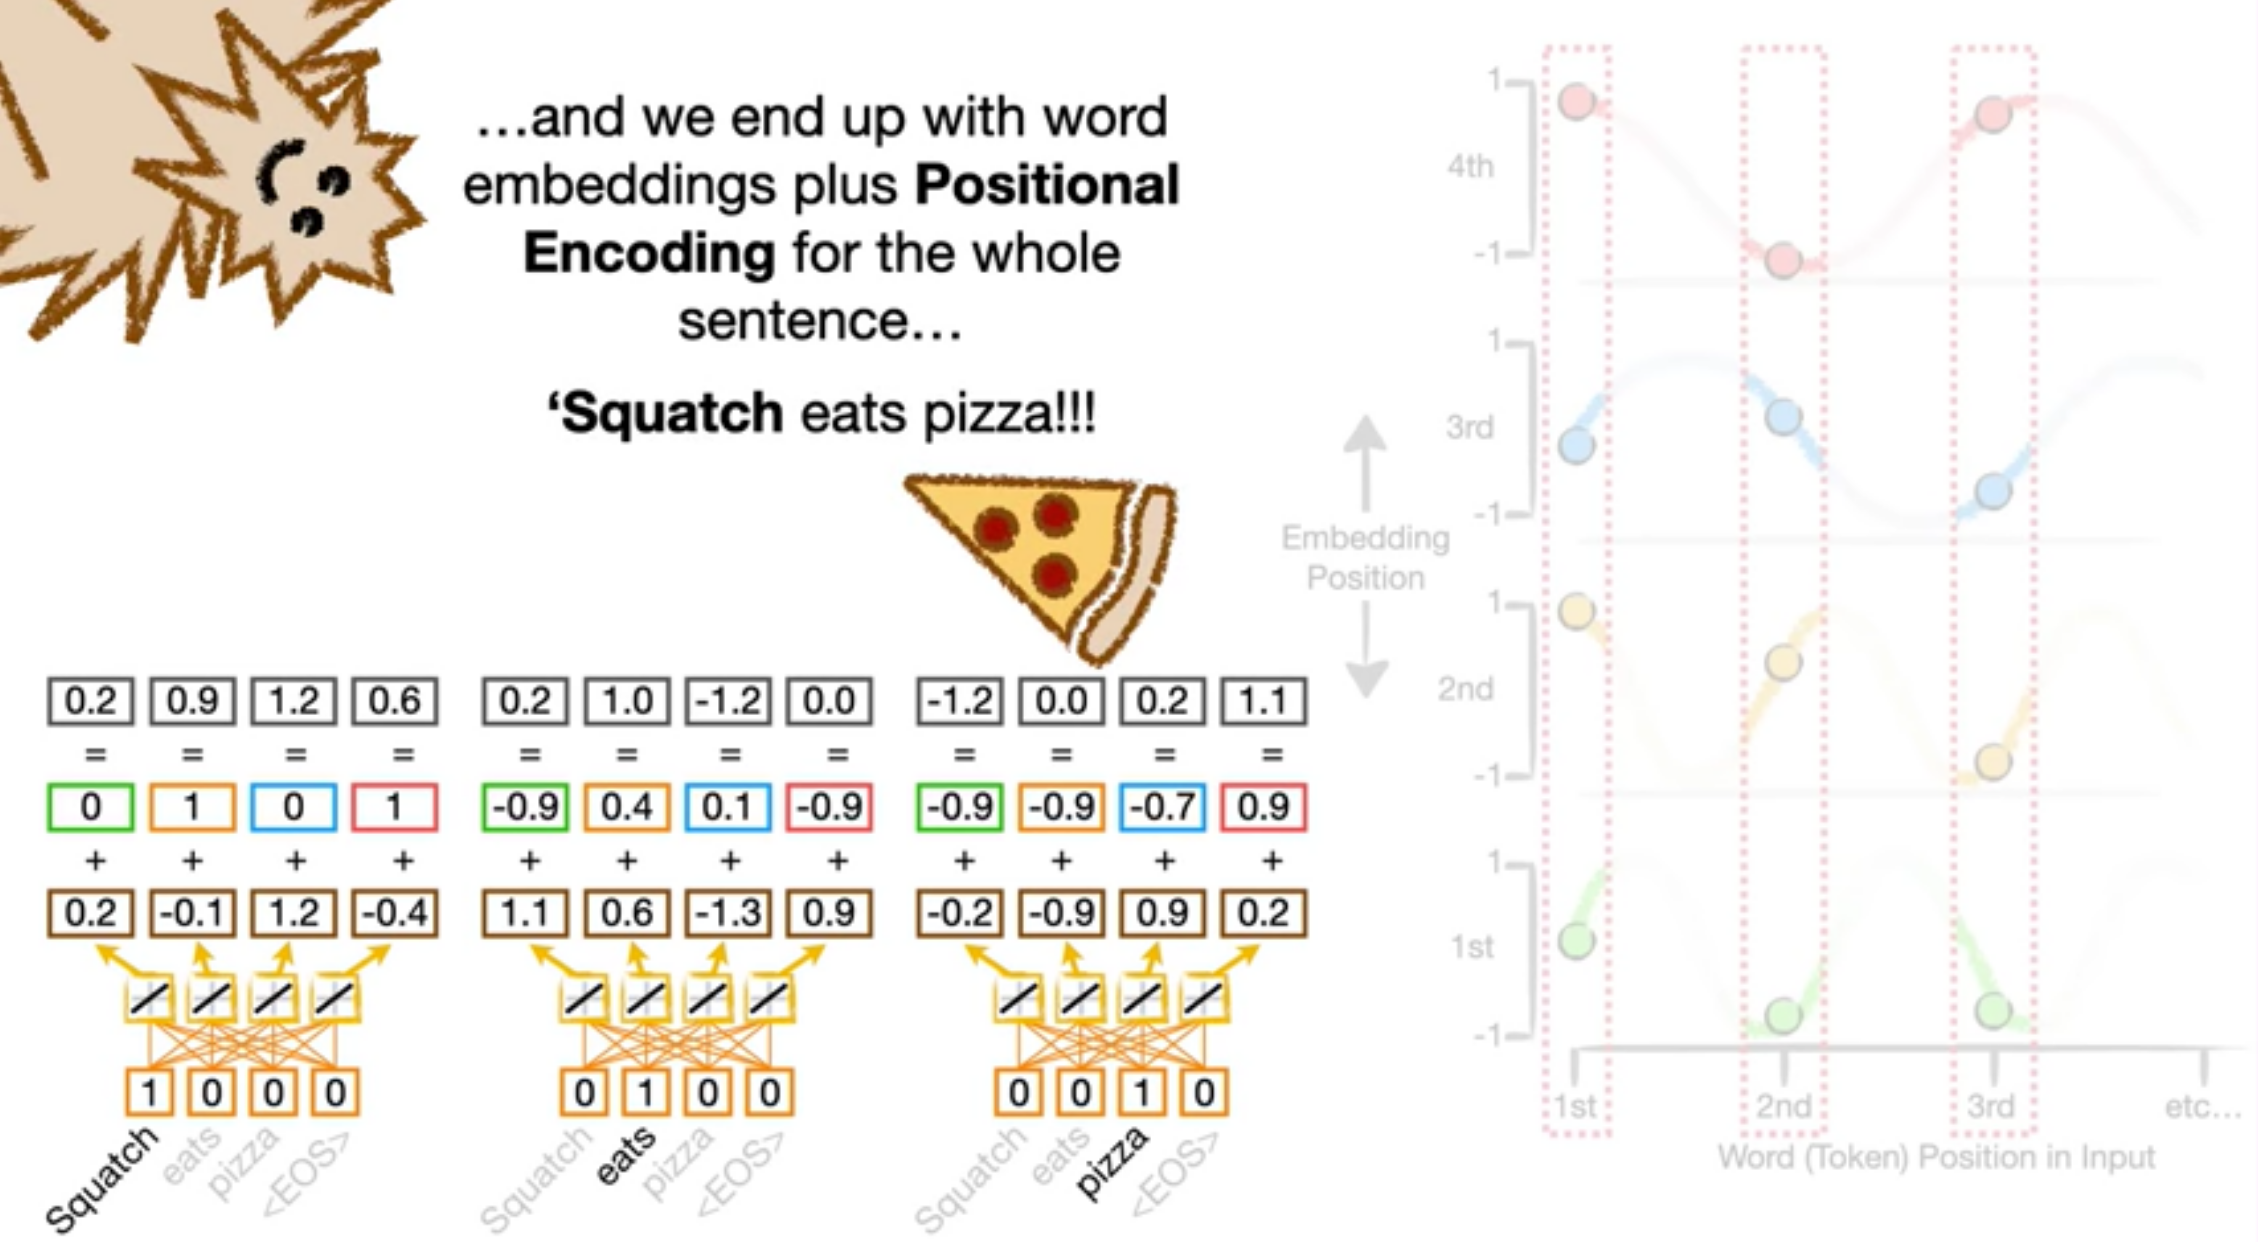 …and we end up with word
embeddings plus Positional
Encoding for the whole
sentence…
‘Squatch eats pizza!!!
0.2 0.9 1.2 0.6
= = = =
0 1 0 1
+ + + +
0.2 -0.1 1.2 -0.4
1 0 0 0
Squatch eats pizza <EOS>
0.2 1.0 -1.2 0.0
= = = =
-0.9 0.4 0.1 -0.9
+ + + +
1.1 0.6 -1.3 0.9
0 1 0 0
Squatch eats pizza <EOS>
-1.2 0.0 0.2 1.1
= = = =
-0.9 -0.9 -0.7 0.9
+ + + +
-0.2 -0.9 0.9 0.2
0 0 1 0
Squatch eats pizza <EOS>
Embedding
Position
1
4th
-1
1
3rd
-1
1
2nd
-1
1
1st
-1
1st 2nd 3rd etc...
Word (Token) Position in Input